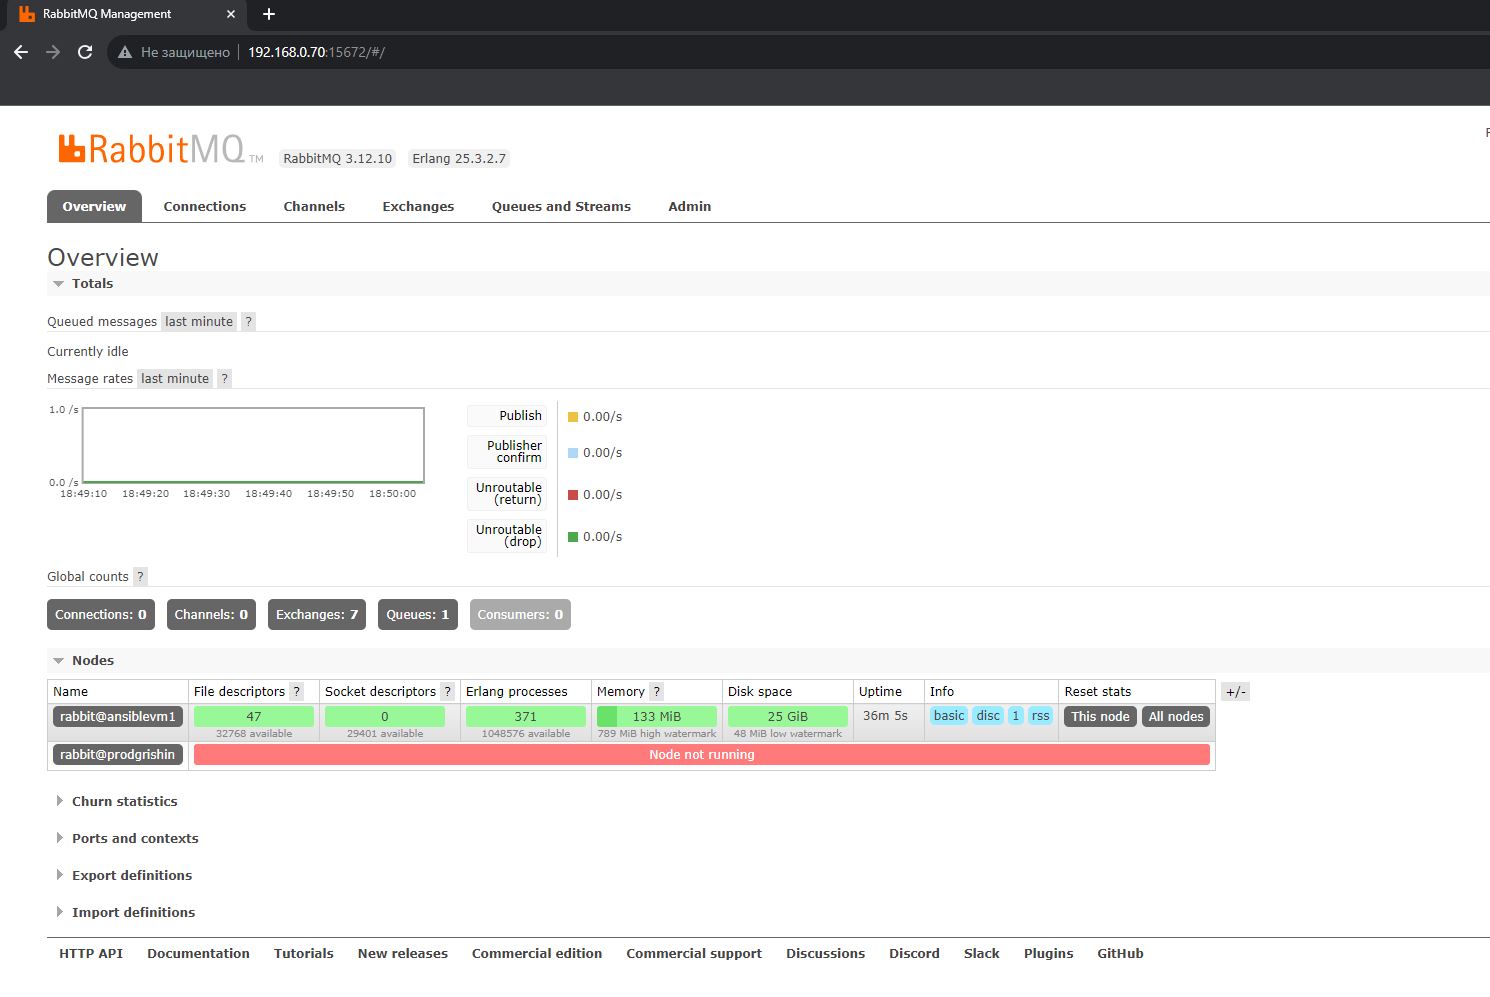 RabbitMQ Management
Не защищено 192.168.0.70:15672/#/
RabbitMQ TM RabbitMQ 3.12.10 Erlang 25.3.2.7
Overview Connections Channels Exchanges Queues and Streams Admin
Overview
Totals
Queued messages last minute ?
Currently idle
Message rates last minute ?
1.0 /s
0.0 /s
18:49:10 18:49:20 18:49:30 18:49:40 18:49:50 18:50:00
Publish 0.00/s
Publisher
confirm 0.00/s
Unroutable
(return) 0.00/s
Unroutable
(drop) 0.00/s
Global counts ?
Connections: 0 Channels: 0 Exchanges: 7 Queues: 1 Consumers: 0
Nodes
Name File descriptors ? Socket descriptors ? Erlang processes Memory ? Disk space Uptime Info Reset stats +/-
rabbit@ansiblevm1 47 0 371 133 MiB 25 GiB 36m 5s basic disc 1 rss This node All nodes
32768 available 29401 available 1048576 available 789 MiB high watermark 48 MiB low watermark
rabbit@prodgrishin Node not running
Churn statistics
Ports and contexts
Export definitions
Import definitions
HTTP API Documentation Tutorials New releases Commercial edition Commercial support Discussions Discord Slack Plugins GitHub